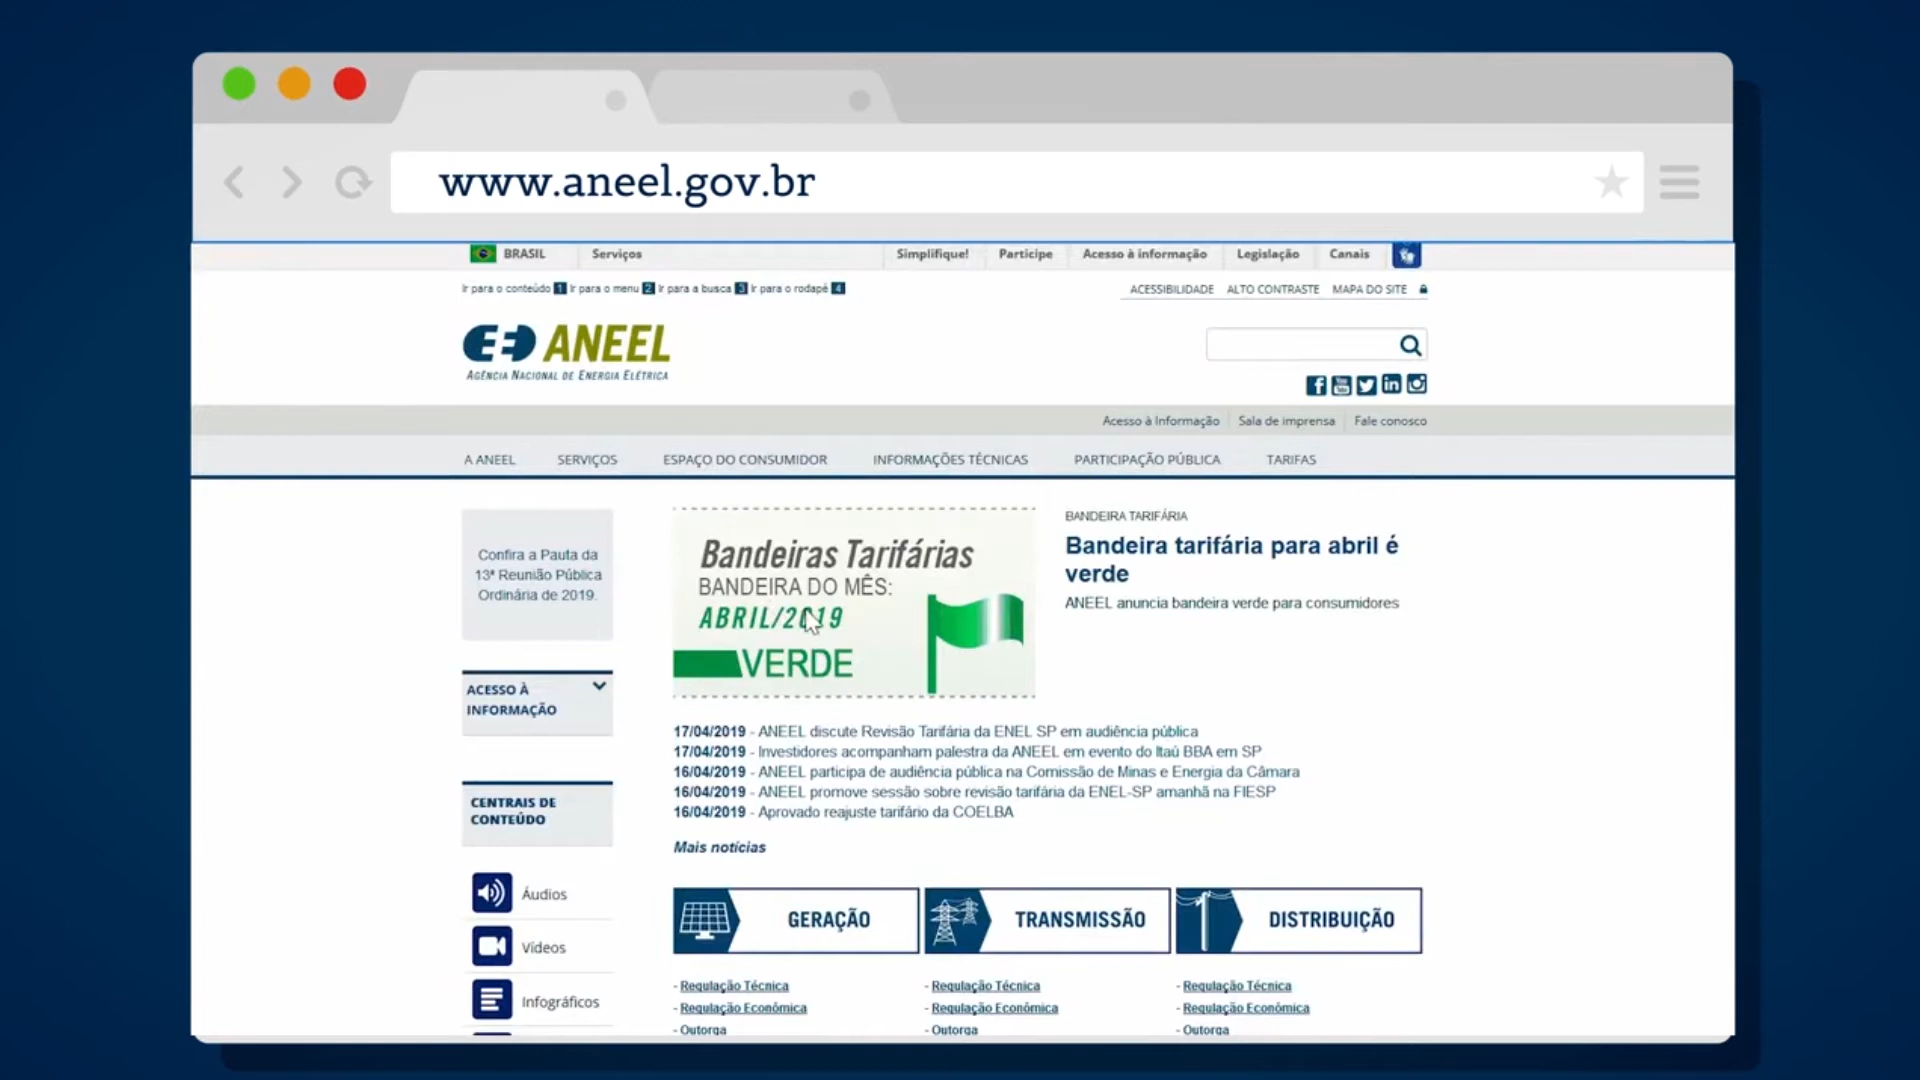 www.aneel.gov.br
BRASIL Serviços Simplifique! Participe Acesso à informação Legislação Canais
Ir para o conteúdo 1 Ir para o menu 2 Ir para a busca 3 Ir para o rodapé 4
ACESSIBILIDADE ALTO CONTRASTE MAPA DO SITE
ANEEL
AGÊNCIA NACIONAL DE ENERGIA ELÉTRICA
Acesso à Informação Sala de imprensa Fale conosco
A ANEEL SERVIÇOS ESPAÇO DO CONSUMIDOR INFORMAÇÕES TÉCNICAS PARTICIPAÇÃO PÚBLICA TARIFAS
Confira a Pauta da
13ª Reunião Pública
Ordinária de 2019.
ACESSO À
INFORMAÇÃO
CENTRAIS DE
CONTEÚDO
Áudios
Vídeos
Infográficos
Bandeiras Tarifárias
BANDEIRA DO MÊS:
ABRIL/2019
VERDE
BANDEIRA TARIFÁRIA
Bandeira tarifária para abril é
verde
ANEEL anuncia bandeira verde para consumidores
17/04/2019 - ANEEL discute Revisão Tarifária da ENEL SP em audiência pública
17/04/2019 - Investidores acompanham palestra da ANEEL em evento do Itaú BBA em SP
16/04/2019 - ANEEL participa de audiência pública na Comissão de Minas e Energia da Câmara
16/04/2019 - ANEEL promove sessão sobre revisão tarifária da ENEL-SP amanhã na FIESP
16/04/2019 - Aprovado reajuste tarifário da COELBA
Mais notícias
GERAÇÃO
- Regulação Técnica
- Regulação Econômica
- Outorga
TRANSMISSÃO
- Regulação Técnica
- Regulação Econômica
- Outorga
DISTRIBUIÇÃO
- Regulação Técnica
- Regulação Econômica
- Outorga